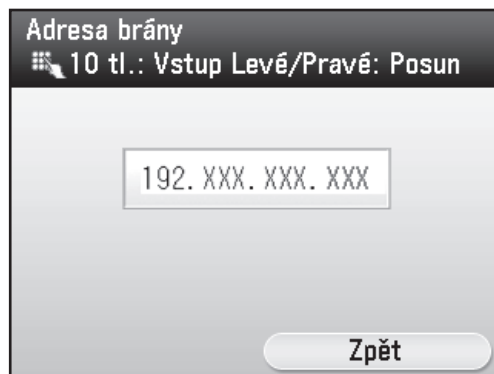 Adresa brány
10 tl.: Vstup Levé/Pravé: Posun
192. XXX. XXX. XXX
Zpět